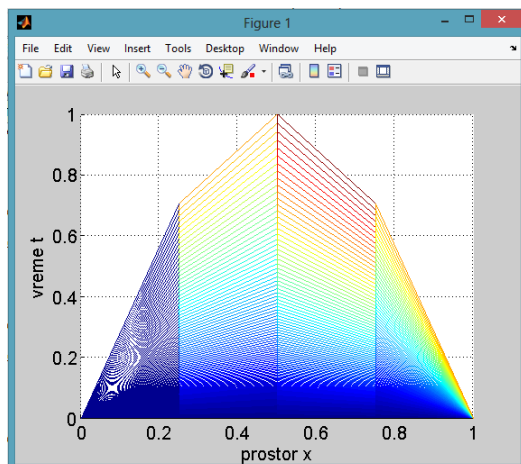 Figure 1
File Edit View Insert Tools Desktop Window Help
1
0.8
0.6
0.4
0.2
0
vreme t
0 0.2 0.4 0.6 0.8 1
prostor x